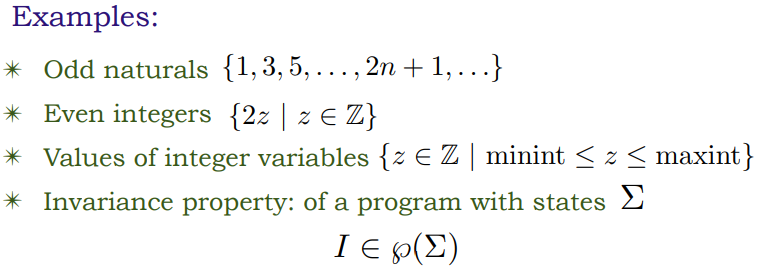 Examples:
✴ Odd naturals {1, 3, 5, . . . , 2n + 1, . . .}
✴ Even integers {2z | z ∈ ℤ}
✴ Values of integer variables {z ∈ ℤ | minint ≤ z ≤ maxint}
✴ Invariance property: of a program with states Σ
I ∈ ℘(Σ)